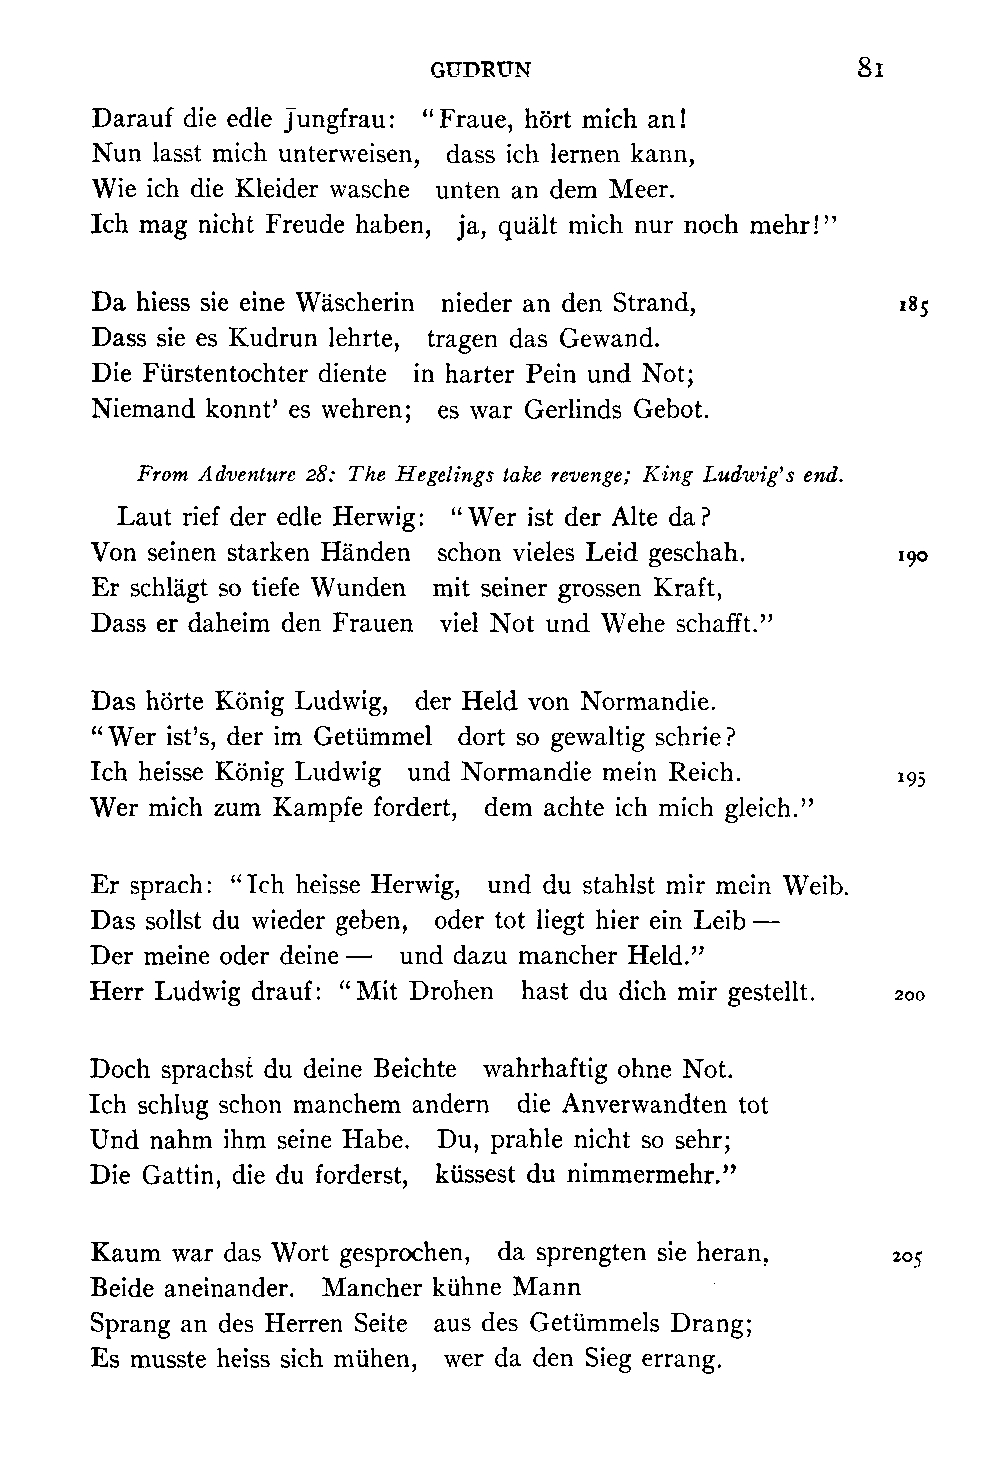 GUDRUN 81
Darauf die edle Jungfrau: “Fraue, hört mich an!
Nun lasst mich unterweisen, dass ich lernen kann,
Wie ich die Kleider wasche unten an dem Meer.
Ich mag nicht Freude haben, ja, quält mich nur noch mehr!”
Da hiess sie eine Wäscherin nieder an den Strand, 185
Dass sie es Kudrun lehrte, tragen das Gewand.
Die Fürstentochter diente in harter Pein und Not;
Niemand konnt’ es wehren; es war Gerlinds Gebot.
From Adventure 28: The Hegelings take revenge; King Ludwig’s end.
Laut rief der edle Herwig: “Wer ist der Alte da?
Von seinen starken Händen schon vieles Leid geschah. 190
Er schlägt so tiefe Wunden mit seiner grossen Kraft,
Dass er daheim den Frauen viel Not und Wehe schafft.”
Das hörte König Ludwig, der Held von Normandie.
“Wer ist’s, der im Getümmel dort so gewaltig schrie?
Ich heisse König Ludwig und Normandie mein Reich. 195
Wer mich zum Kampfe fordert, dem achte ich mich gleich.”
Er sprach: “Ich heisse Herwig, und du stahlst mir mein Weib.
Das sollst du wieder geben, oder tot liegt hier ein Leib —
Der meine oder deine — und dazu mancher Held.”
Herr Ludwig drauf: “Mit Drohen hast du dich mir gestellt. 200
Doch sprachst du deine Beichte wahrhaftig ohne Not.
Ich schlug schon manchem andern die Anverwandten tot
Und nahm ihm seine Habe. Du, prahle nicht so sehr;
Die Gattin, die du forderst, küssest du nimmermehr.”
Kaum war das Wort gesprochen, da sprengten sie heran, 205
Beide aneinander. Mancher kühne Mann
Sprang an des Herren Seite aus des Getümmels Drang;
Es musste heiss sich mühen, wer da den Sieg errang.